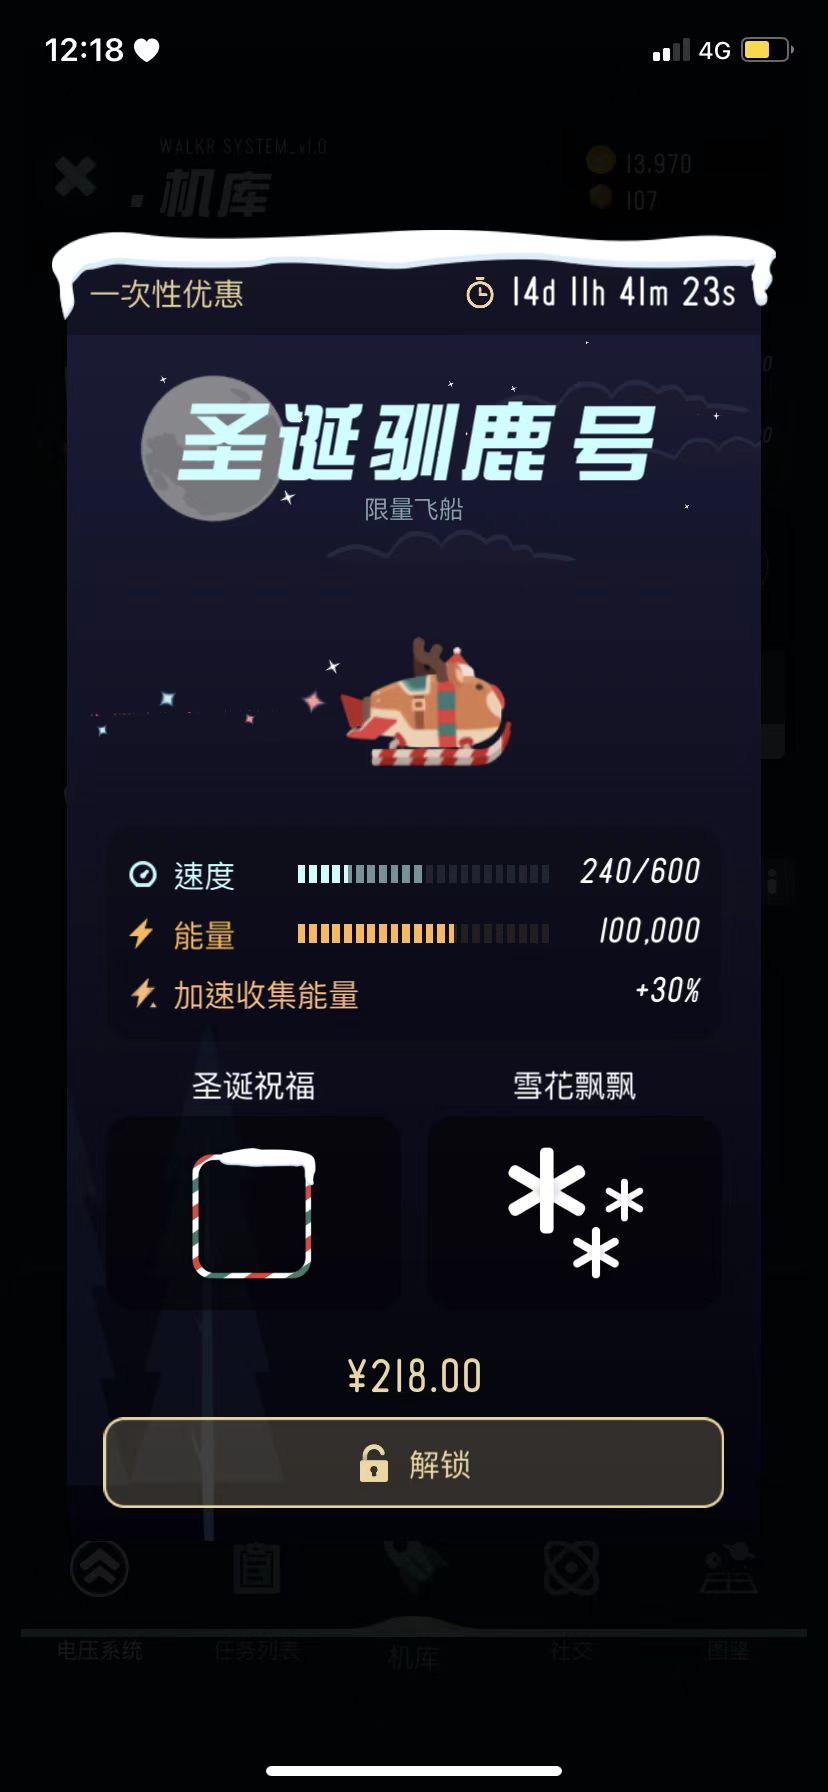 12:18
4G
WALKR SYSTEM_v1.0
机库
13,970
107
一次性优惠
14d 11h 41m 23s
圣诞驯鹿号
限量飞船
速度 240/600
能量 100,000
加速收集能量 +30%
圣诞祝福 雪花飘飘
¥218.00
解锁
电压系统 任务列表 机库 社交 图鉴